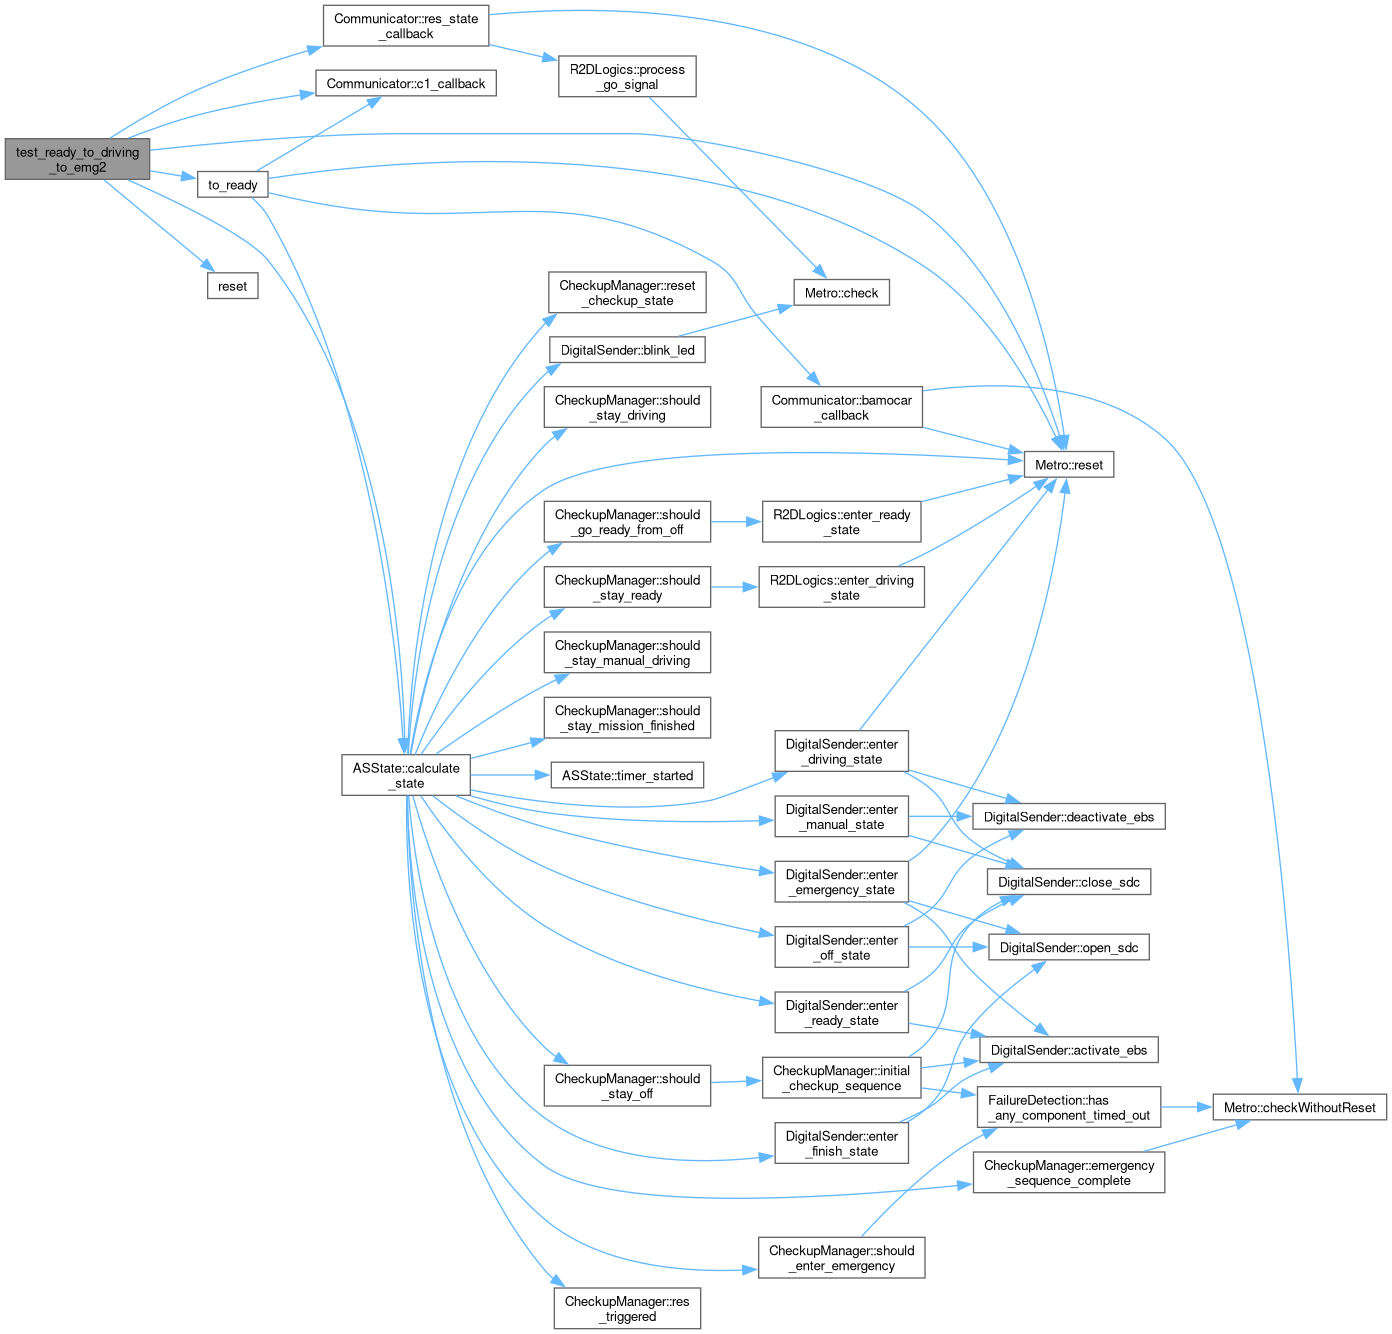 Communicator::res_state
_callback
R2DLogics::process
_go_signal
Communicator::c1_callback
test_ready_to_driving
_to_emg2
to_ready
reset
CheckupManager::reset
_checkup_state
Metro::check
DigitalSender::blink_led
CheckupManager::should
_stay_driving
Communicator::bamocar
_callback
Metro::reset
CheckupManager::should
_go_ready_from_off
R2DLogics::enter_ready
_state
CheckupManager::should
_stay_ready
R2DLogics::enter_driving
_state
CheckupManager::should
_stay_manual_driving
CheckupManager::should
_stay_mission_finished
ASState::calculate
_state
ASState::timer_started
DigitalSender::enter
_driving_state
DigitalSender::enter
_manual_state
DigitalSender::deactivate_ebs
DigitalSender::enter
_emergency_state
DigitalSender::close_sdc
DigitalSender::enter
_off_state
DigitalSender::open_sdc
DigitalSender::enter
_ready_state
DigitalSender::activate_ebs
CheckupManager::should
_stay_off
CheckupManager::initial
_checkup_sequence
FailureDetection::has
_any_component_timed_out
Metro::checkWithoutReset
DigitalSender::enter
_finish_state
CheckupManager::emergency
_sequence_complete
CheckupManager::should
_enter_emergency
CheckupManager::res
_triggered